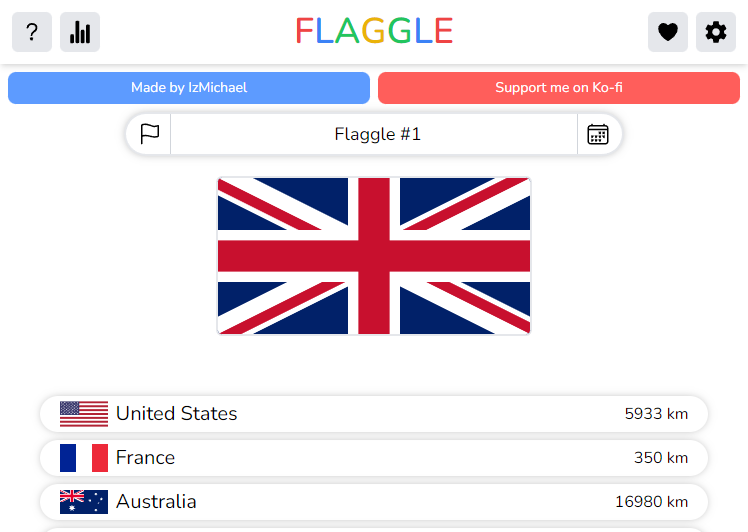 ?
FLAGGLE
Made by IzMichael
Support me on Ko-fi
Flaggle #1
United States 5933 km
France 350 km
Australia 16980 km